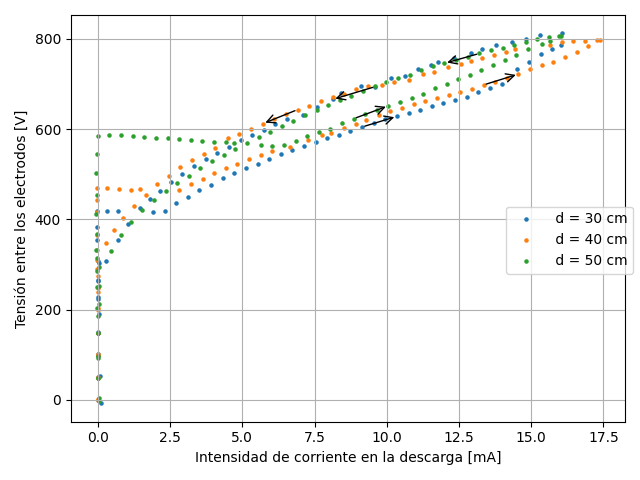 800
600
400
200
0
Tensión entre los electrodos [V]
d = 30 cm
d = 40 cm
d = 50 cm
0.0 2.5 5.0 7.5 10.0 12.5 15.0 17.5
Intensidad de corriente en la descarga [mA]